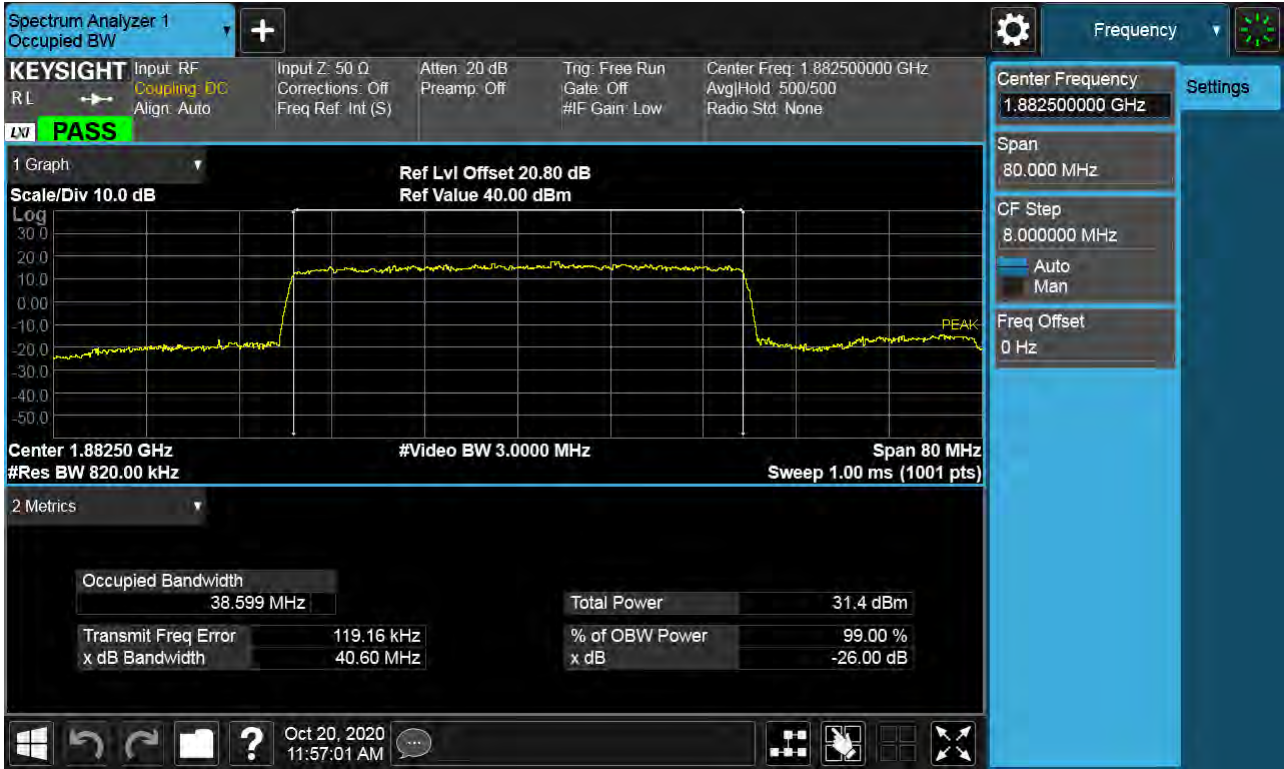 Spectrum Analyzer 1
Occupied BW
Frequency
KEYSIGHT
Input: RF
Coupling: DC
Align: Auto
Input Z: 50 Ω
Corrections: Off
Freq Ref: Int (S)
Atten: 20 dB
Preamp: Off
Trig: Free Run
Gate: Off
#IF Gain: Low
Center Freq: 1.882500000 GHz
Avg|Hold: 500/500
Radio Std: None
R L
LXI
PASS
1 Graph
Scale/Div 10.0 dB
Ref Lvl Offset 20.80 dB
Ref Value 40.00 dBm
Log
30.0
20.0
10.0
0.00
-10.0
-20.0
-30.0
-40.0
-50.0
PEAK
Center 1.88250 GHz
#Video BW 3.0000 MHz
Span 80 MHz
#Res BW 820.00 kHz
Sweep 1.00 ms (1001 pts)
2 Metrics
Occupied Bandwidth
38.599 MHz
Total Power 31.4 dBm
Transmit Freq Error 119.16 kHz
% of OBW Power 99.00 %
x dB Bandwidth 40.60 MHz
x dB -26.00 dB
Center Frequency
1.882500000 GHz
Settings
Span
80.000 MHz
CF Step
8.000000 MHz
Auto
Man
Freq Offset
0 Hz
?
Oct 20, 2020
11:57:01 AM